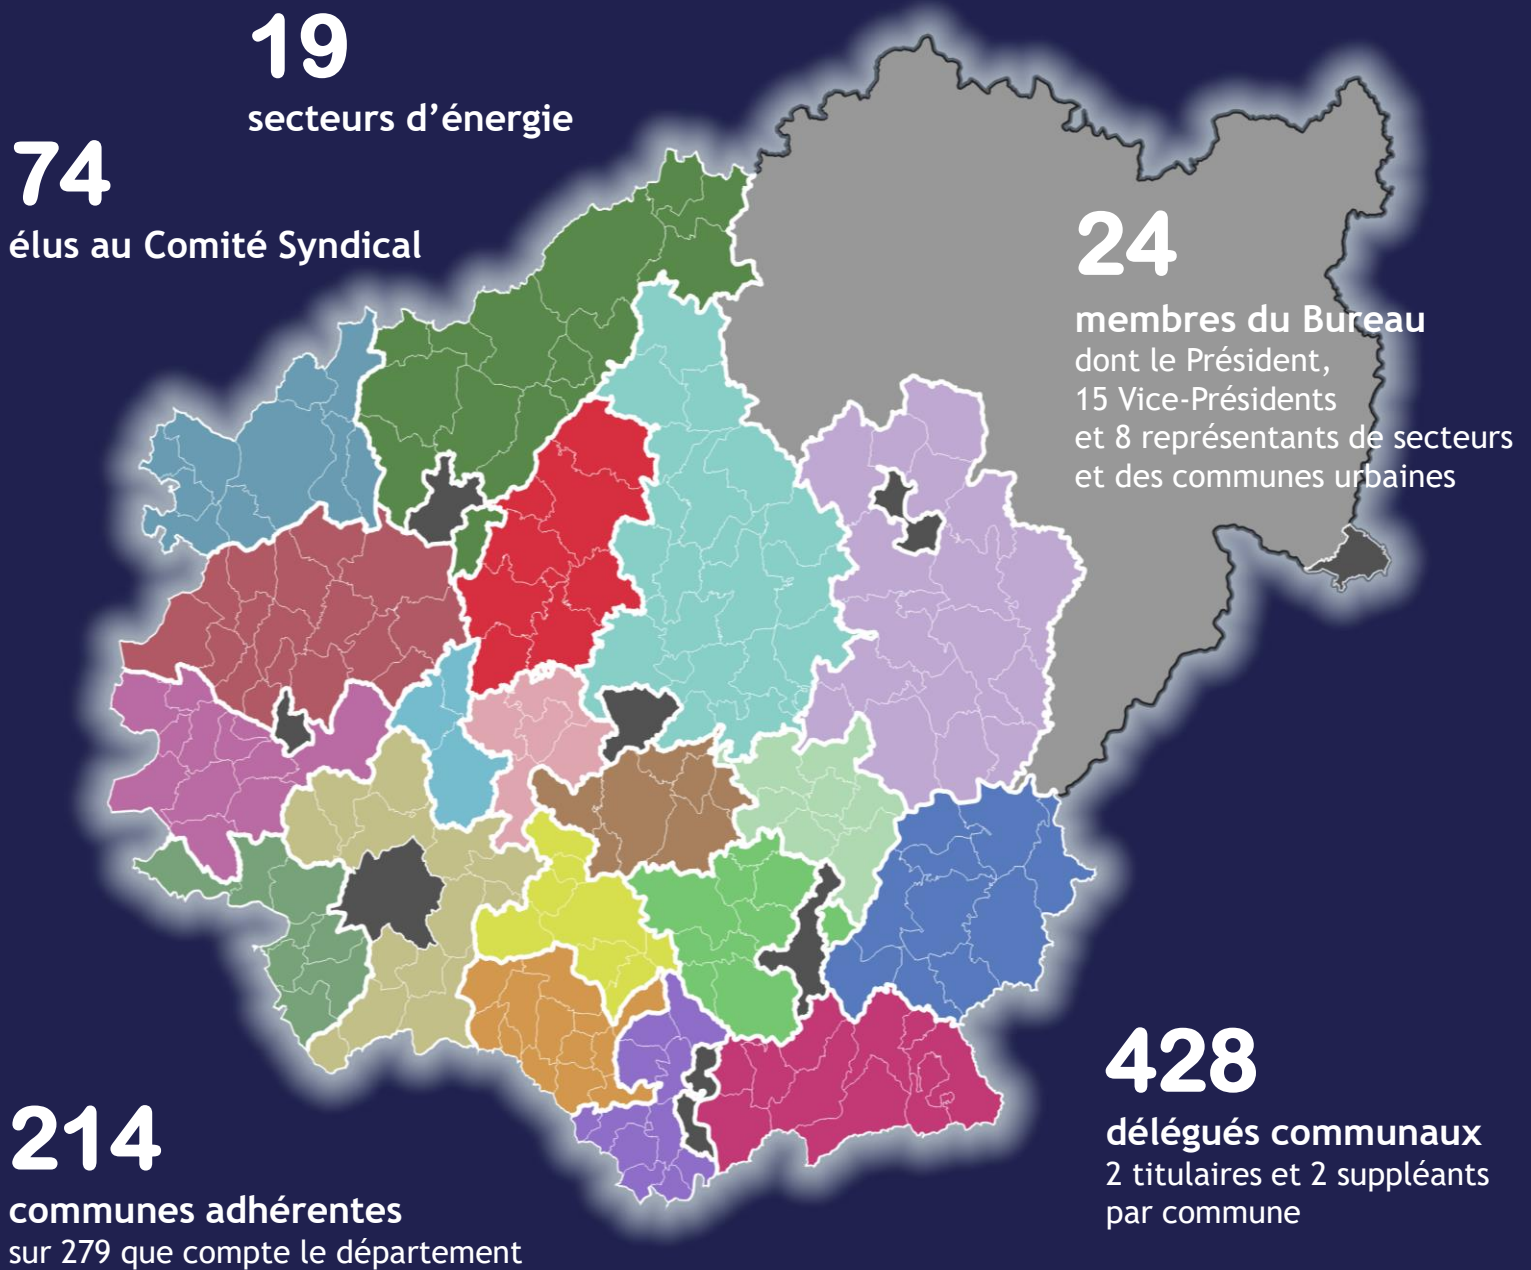 19
secteurs d’énergie
74
élus au Comité Syndical
24
membres du Bureau
dont le Président,
15 Vice-Présidents
et 8 représentants de secteurs
et des communes urbaines
214
communes adhérentes
sur 279 que compte le département
428
délégués communaux
2 titulaires et 2 suppléants
par commune